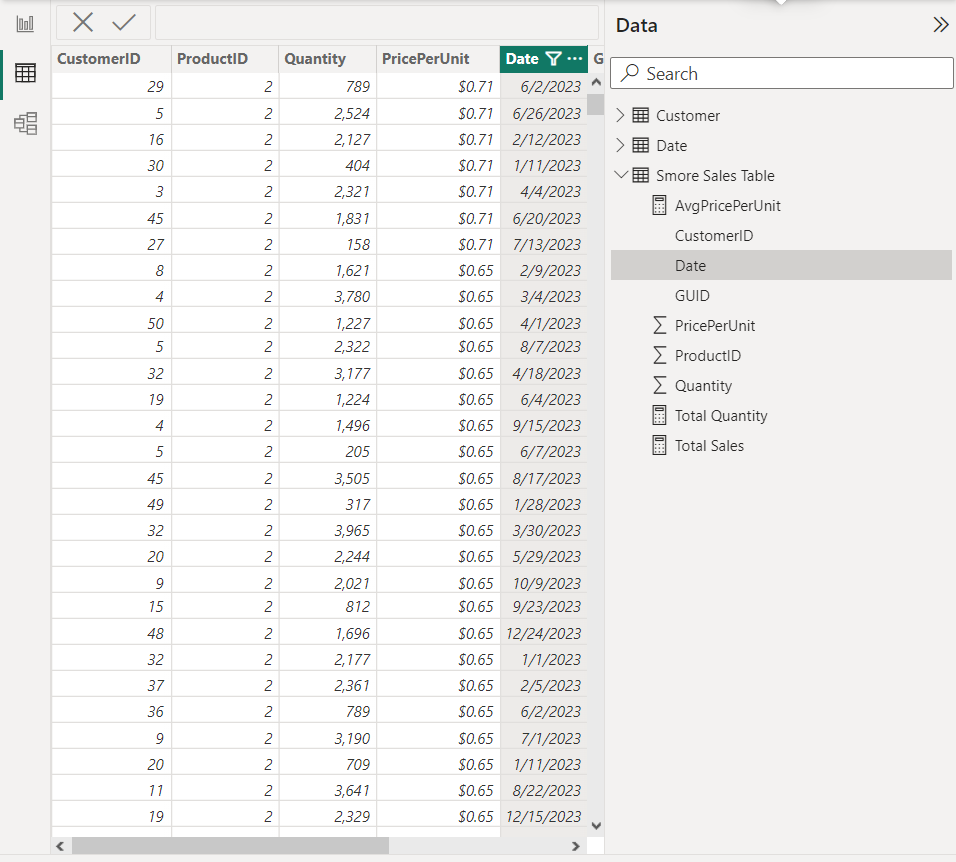 CustomerID ProductID Quantity PricePerUnit Date G
29 2 789 $0.71 6/2/2023
5 2 2,524 $0.71 6/26/2023
16 2 2,127 $0.71 2/12/2023
30 2 404 $0.71 1/11/2023
3 2 2,321 $0.71 4/4/2023
45 2 1,831 $0.71 6/20/2023
27 2 158 $0.71 7/13/2023
8 2 1,621 $0.65 2/9/2023
4 2 3,780 $0.65 3/4/2023
50 2 1,227 $0.65 4/1/2023
5 2 2,322 $0.65 8/7/2023
32 2 3,177 $0.65 4/18/2023
19 2 1,224 $0.65 6/4/2023
4 2 1,496 $0.65 9/15/2023
5 2 205 $0.65 6/7/2023
45 2 3,505 $0.65 8/17/2023
49 2 317 $0.65 1/28/2023
32 2 3,965 $0.65 3/30/2023
20 2 2,244 $0.65 5/29/2023
9 2 2,021 $0.65 10/9/2023
15 2 812 $0.65 9/23/2023
48 2 1,696 $0.65 12/24/2023
32 2 2,177 $0.65 1/1/2023
37 2 2,361 $0.65 2/5/2023
36 2 789 $0.65 6/2/2023
9 2 3,190 $0.65 7/1/2023
20 2 709 $0.65 1/11/2023
11 2 3,641 $0.65 8/22/2023
19 2 2,329 $0.65 12/15/2023
Data
Search
Customer
Date
Smore Sales Table
AvgPricePerUnit
CustomerID
Date
GUID
PricePerUnit
ProductID
Quantity
Total Quantity
Total Sales